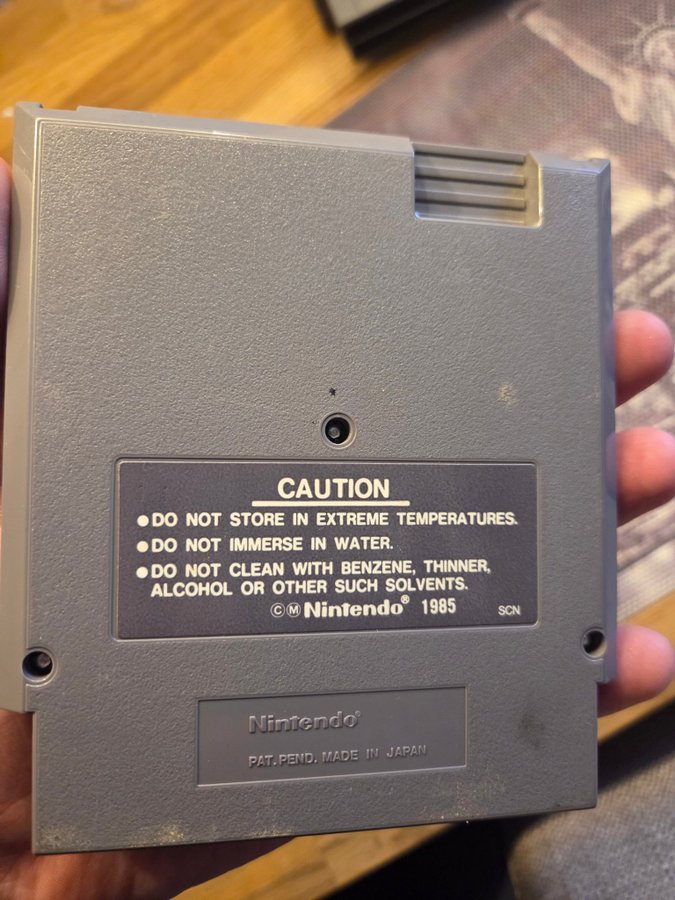 CAUTION
●DO NOT STORE IN EXTREME TEMPERATURES.
●DO NOT IMMERSE IN WATER.
●DO NOT CLEAN WITH BENZENE, THINNER,
ALCOHOL OR OTHER SUCH SOLVENTS.
ⒸⓂNintendo® 1985 SCN
Nintendo®
PAT. PEND. MADE IN JAPAN